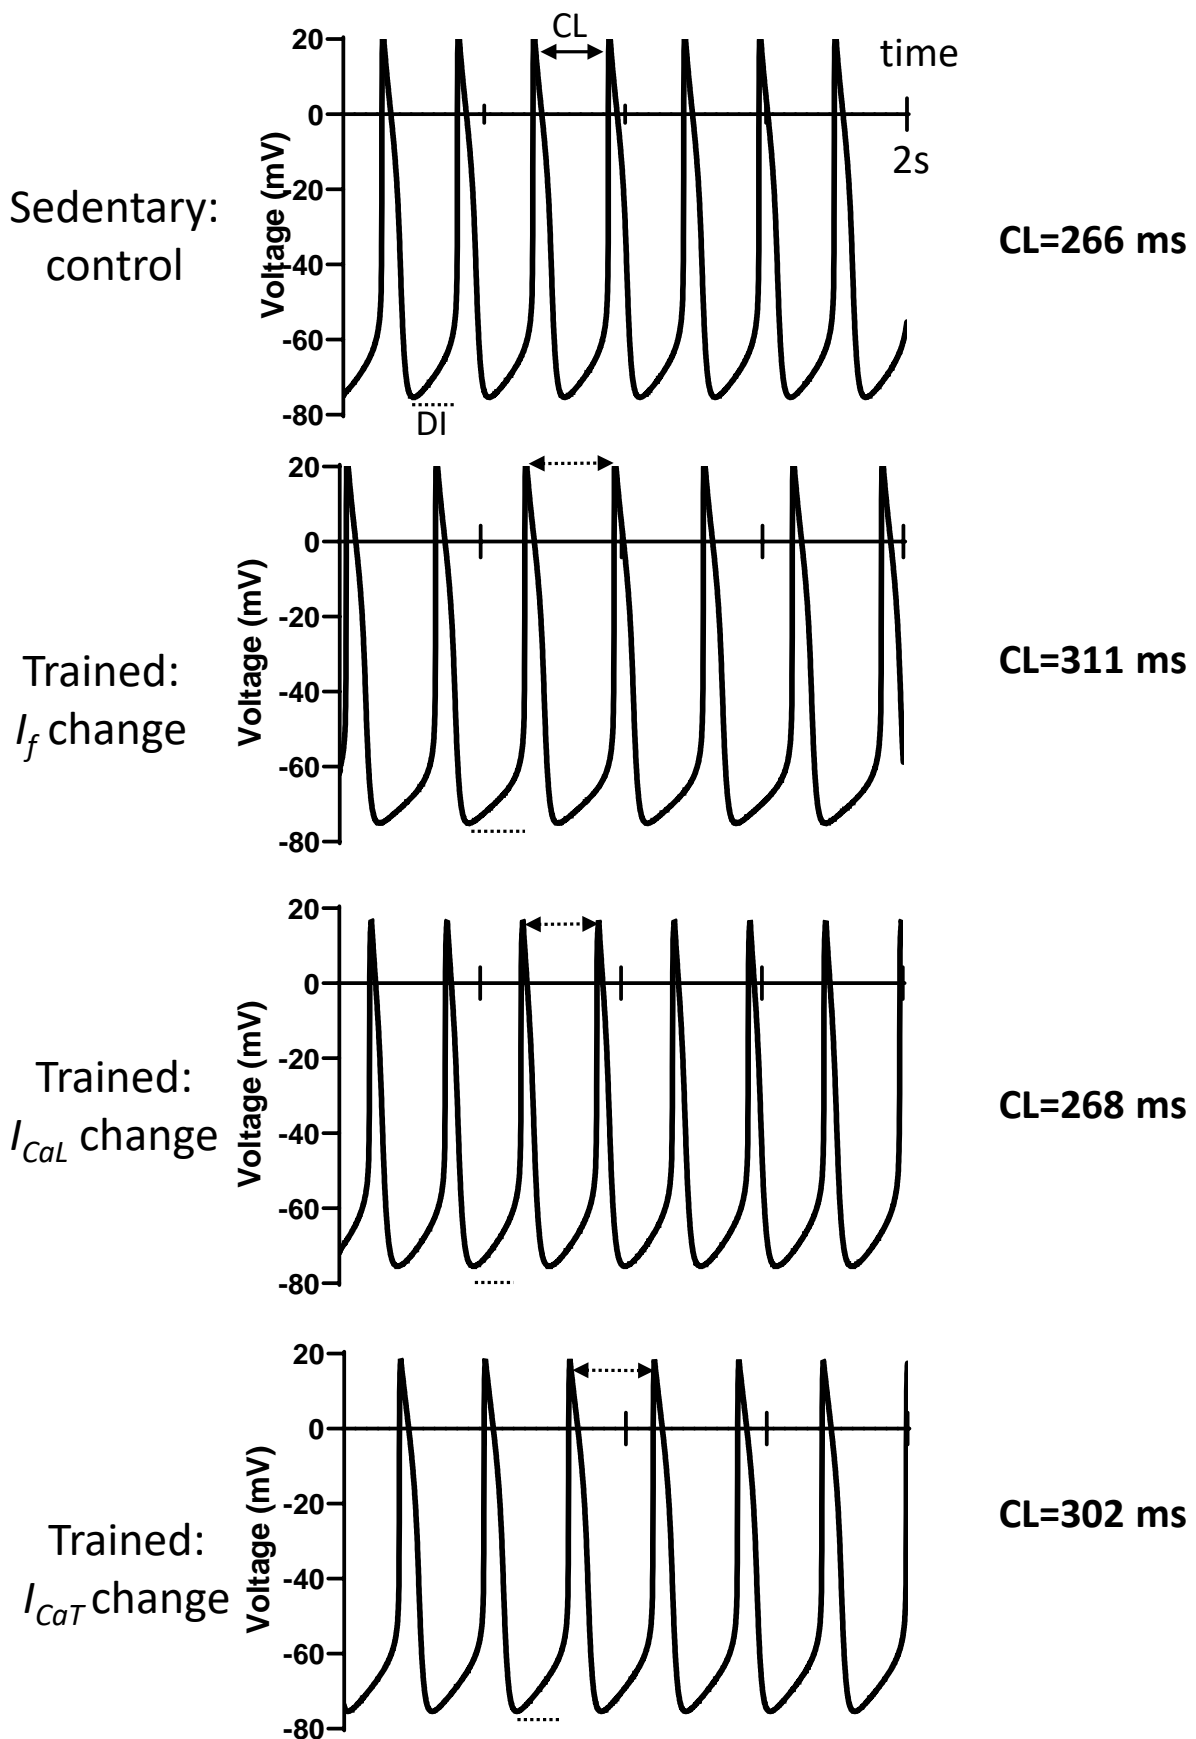 CL
20
time
0
2s
Voltage (mV)
-20
-40
-60
-80
Sedentary:
control
DI
CL=266 ms
20
0
Voltage (mV)
-20
-40
-60
-80
Trained:
If change
CL=311 ms
20
0
Voltage (mV)
-20
-40
-60
-80
Trained:
ICaL change
CL=268 ms
20
0
Voltage (mV)
-20
-40
-60
-80
Trained:
ICaT change
CL=302 ms